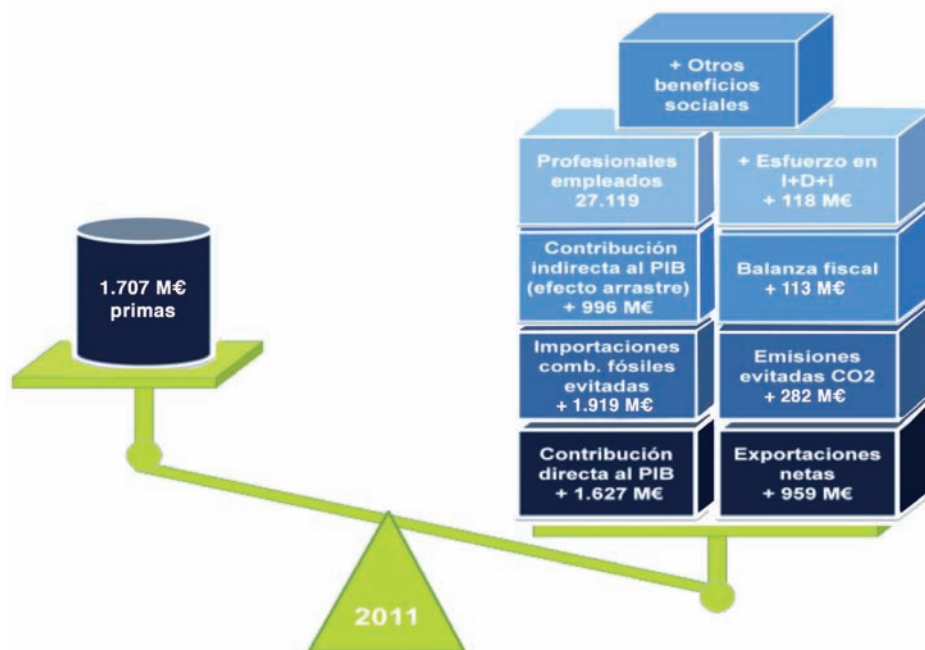 + Otros
beneficios
sociales
Profesionales
empleados
27.119
+ Esfuerzo en
I+D+i
+ 118 M€
1.707 M€
primas
Contribución
indirecta al PIB
(efecto arrastre)
+ 996 M€
Balanza fiscal
+ 113 M€
Importaciones
comb. fósiles
evitadas
+ 1.919 M€
Emisiones
evitadas CO2
+ 282 M€
Contribución
directa al PIB
+ 1.627 M€
Exportaciones
netas
+ 959 M€
2011